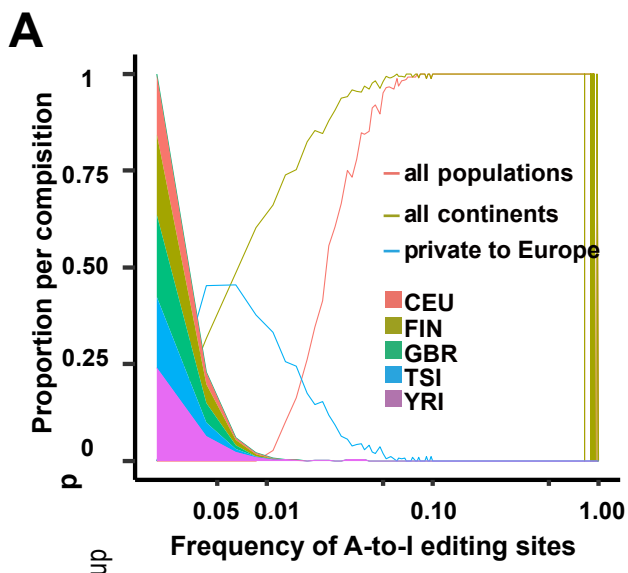 A
Proportion per compisition
1
0.75
0.50
0.25
0
p
all populations
all continents
private to Europe
CEU
FIN
GBR
TSI
YRI
0.05 0.01 0.10 1.00
Frequency of A-to-I editing sites